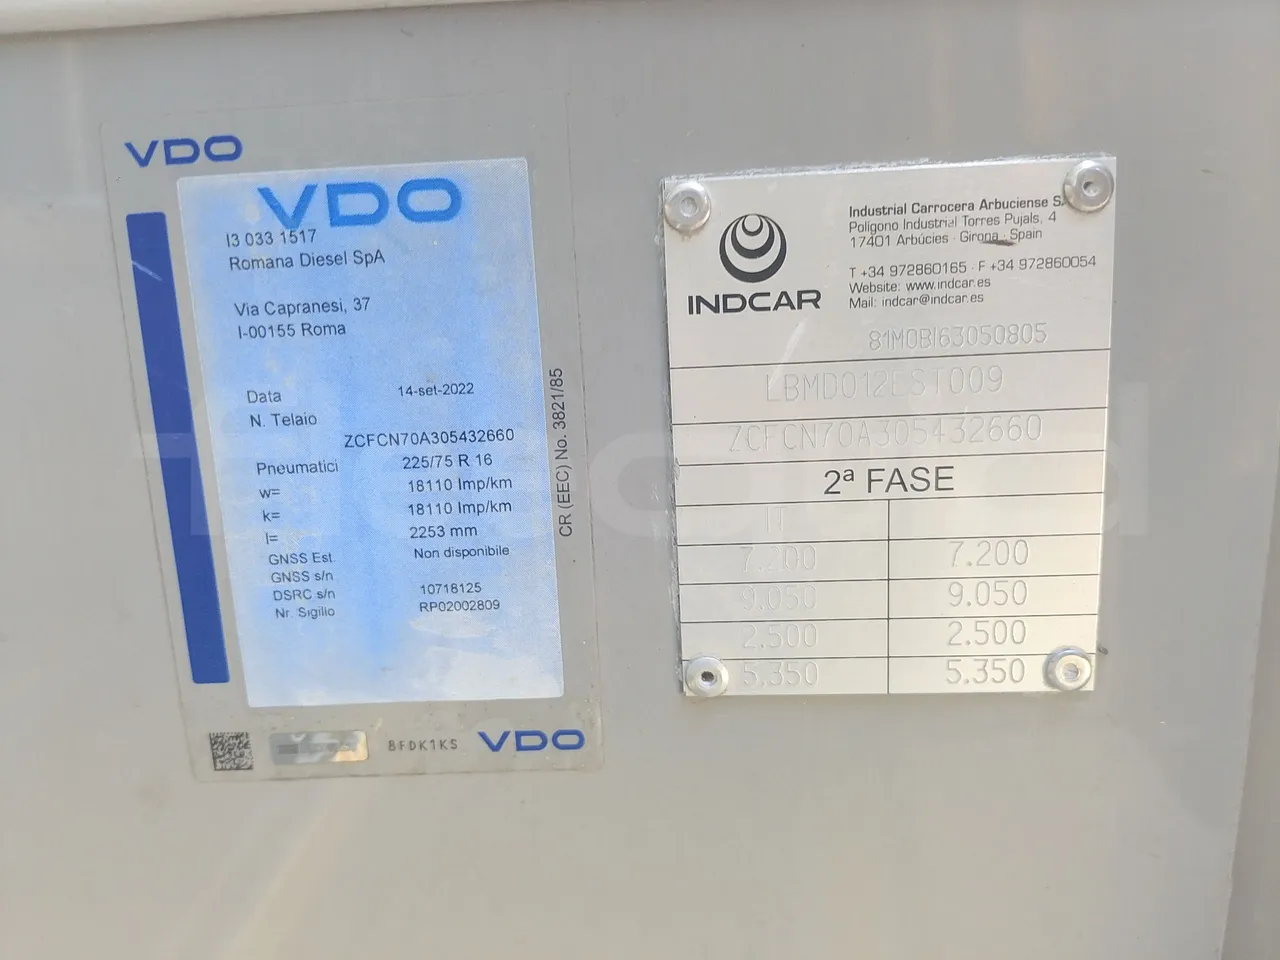 VDO
VDO
I3 033 1517
Romana Diesel SpA
Via Capranesi, 37
I-00155 Roma
Data 14-set-2022
N. Telaio
ZCFCN70A305432660
Pneumatici 225/75 R 16
w= 18110 Imp/km
k= 18110 Imp/km
l= 2253 mm
GNSS Est. Non disponibile
GNSS s/n
DSRC s/n 10718125
Nr. Sigillo RP02002809
CR (EEC) No. 3821/85
8FDK1KS VDO
INDCAR
Industrial Carrocera Arbuciense
Polígono Industrial Torres Pujals, 4
17401 Arbúcies · Girona · Spain
T +34 972860165 · F +34 972860054
Website: www.indcar.es
Mail: indcar@indcar.es
81M0BI63050805
LBMD012EST009
ZCFCN70A305432660
2ª FASE
IT
7.200 7.200
9.050 9.050
2.500 2.500
5.350 5.350